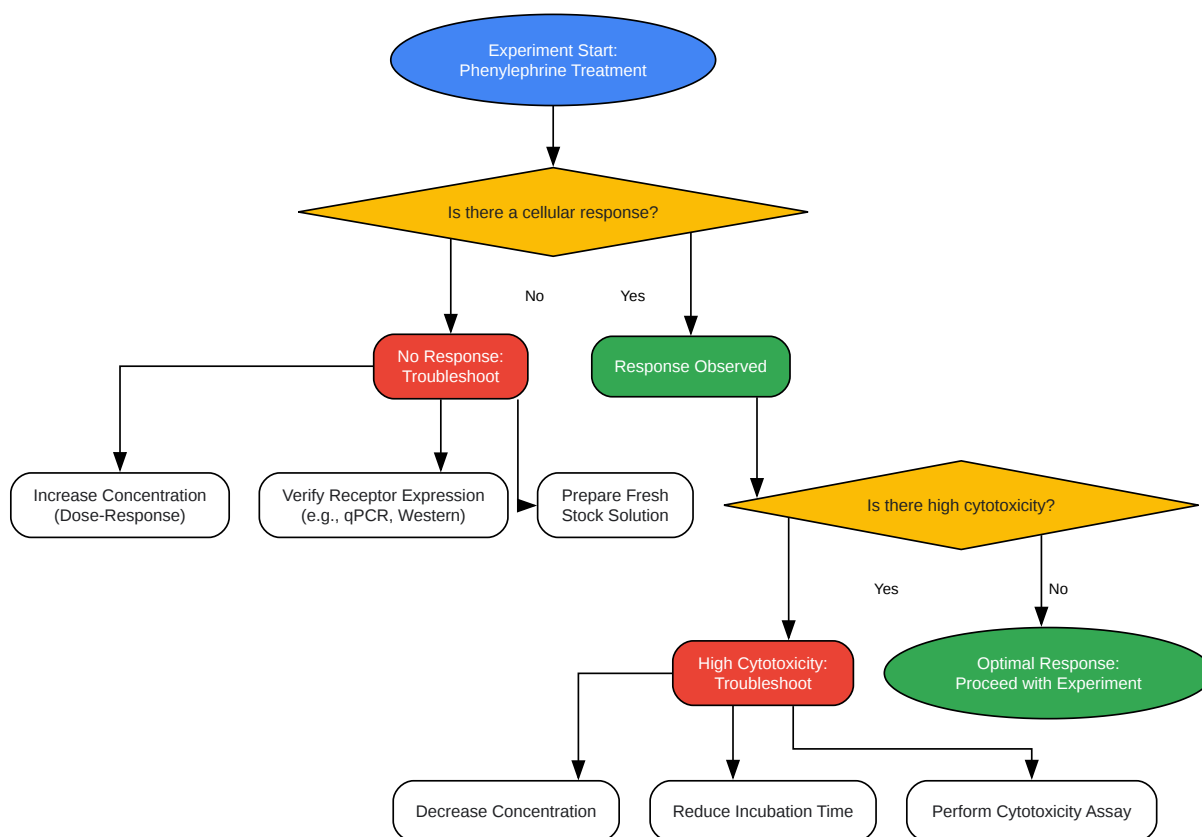 Experiment Start:
Phenylephrine Treatment
Is there a cellular response?
No
Yes
No Response:
Troubleshoot
Response Observed
Increase Concentration
(Dose-Response)
Verify Receptor Expression
(e.g., qPCR, Western)
Prepare Fresh
Stock Solution
Is there high cytotoxicity?
Yes
No
High Cytotoxicity:
Troubleshoot
Optimal Response:
Proceed with Experiment
Decrease Concentration
Reduce Incubation Time
Perform Cytotoxicity Assay